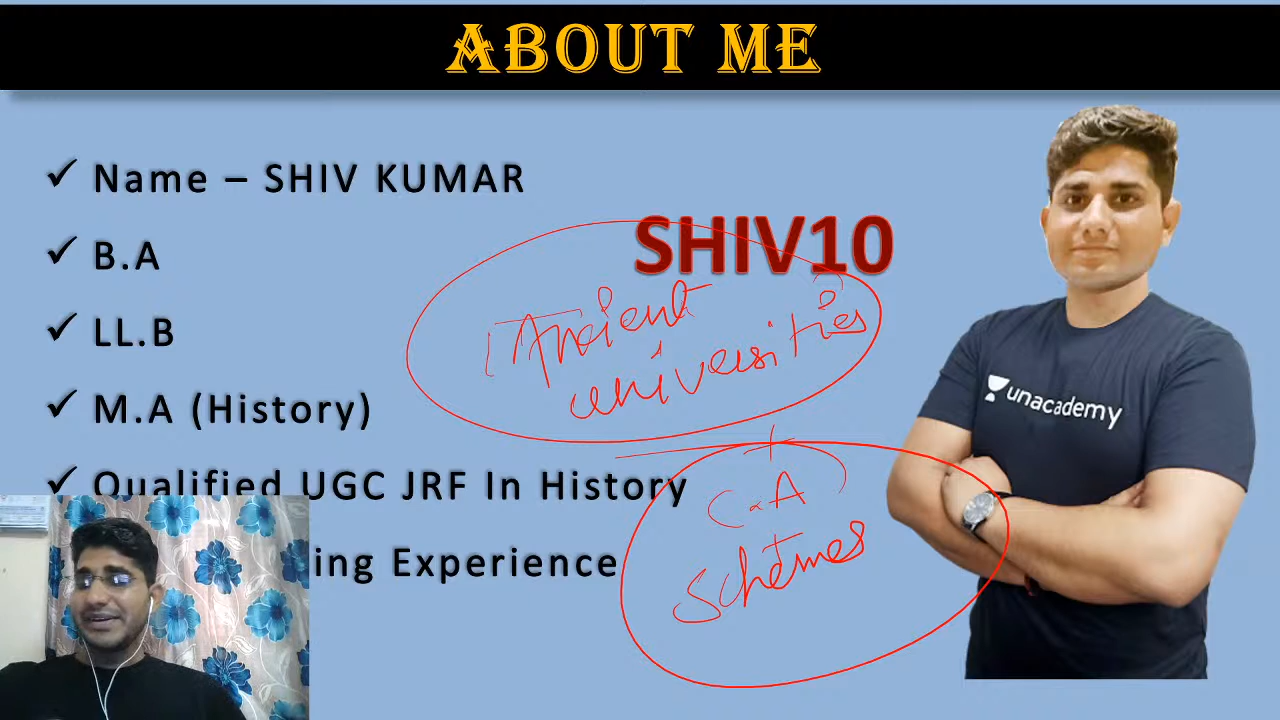 ABOUT ME
✓ Name – SHIV KUMAR
✓ B.A
✓ LL.B
✓ M.A (History)
✓ Qualified UGC JRF In History
ing Experience
SHIV10
Ancient
universities
+
C.A
Schemes
unacademy